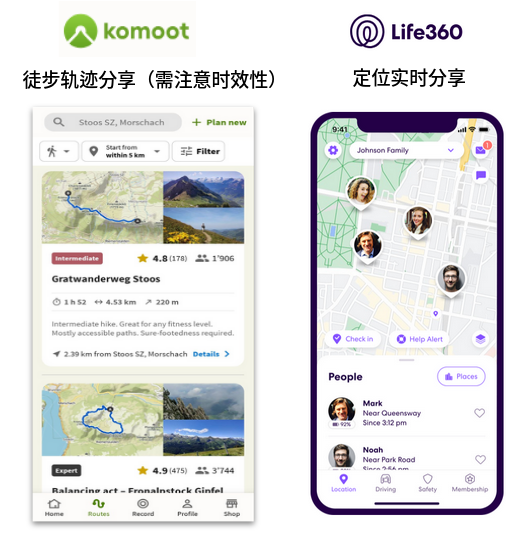 komoot
徒步轨迹分享（需注意时效性）
Stoos SZ, Morschach
+ Plan new
Start from
within 5 km
Filter
Intermediate
4.8 (178)
1'906
Gratwanderweg Stoos
1 h 52
4.53 km
220 m
Intermediate hike. Great for any fitness level.
Mostly accessible paths. Sure-footedness required.
2.39 km from Stoos SZ, Morschach
Details
Expert
4.9 (475)
3'744
Balancing act – Fronalpstock Gipfel
Home
Routes
Record
Profile
Shop
Life360
定位实时分享
9:41
Johnson Family
1
Check in
Help Alert
People
Places
Mark
Near Queensway
Since 3:12 pm
92%
Noah
Near Park Road
Since 2:56 pm
Location
Driving
Safety
Membership